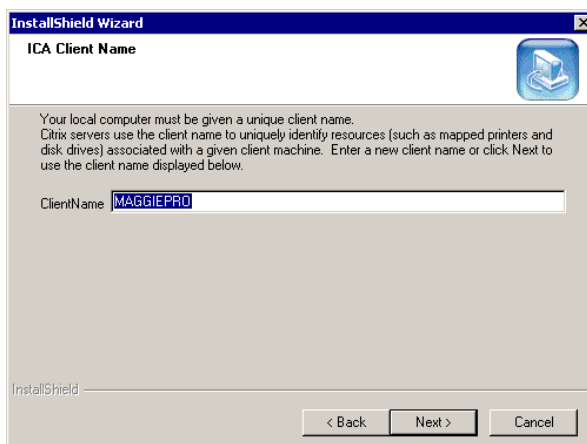 InstallShield Wizard
ICA Client Name
Your local computer must be given a unique client name.
Citrix servers use the client name to uniquely identify resources (such as mapped printers and
disk drives) associated with a given client machine. Enter a new client name or click Next to
use the client name displayed below.
ClientName MAGGIEPRO
InstallShield
< Back Next > Cancel